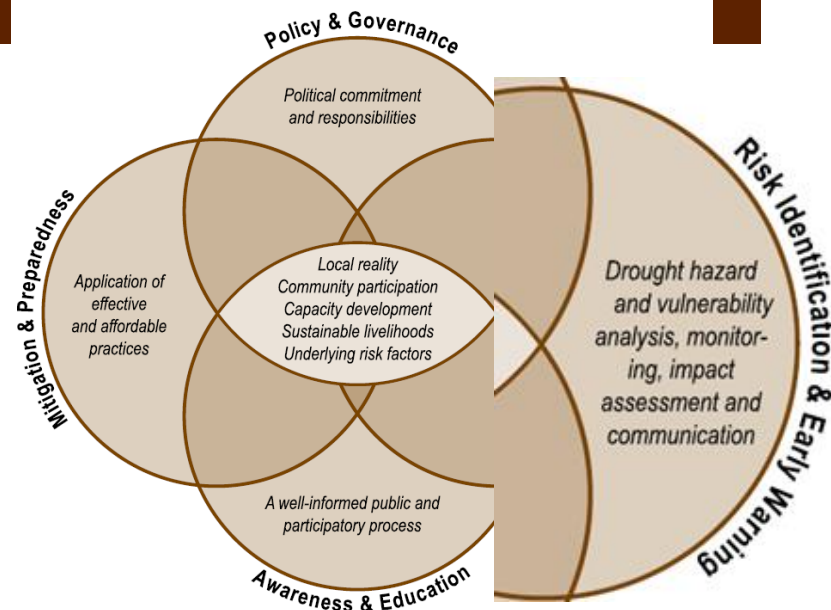 Policy & Governance
Political commitment
and responsibilities
Mitigation & Preparedness
Application of
effective
and affordable
practices
Local reality
Community participation
Capacity development
Sustainable livelihoods
Underlying risk factors
Risk Identification & Early Warning
Drought hazard
and vulnerability
analysis, monitor-
ing, impact
assessment and
communication
A well-informed public and
participatory process
Awareness & Education